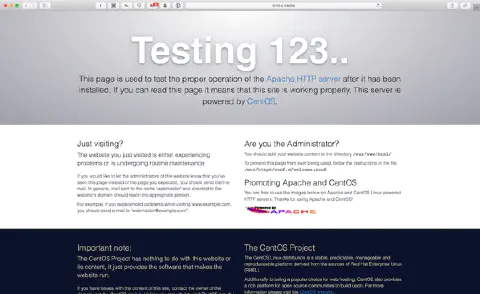 Testing 123..
This page is used to test the proper operation of the Apache HTTP server after it has been
installed. If you can read this page it means that this site is working properly. This server is
powered by CentOS.
Just visiting?
The website you just visited is either experiencing
problems or is undergoing routine maintenance.
If you would like to let the administrators of this website know that you've
seen this page instead of the page you expected, you should send them e-
mail. In general, mail sent to the name "webmaster" and directed to the
website's domain should reach the appropriate person.
For example, if you experienced problems while visiting www.example.com,
you should send e-mail to "webmaster@example.com".
Are you the Administrator?
You should add your website content to the directory /var/www/html/.
To prevent this page from ever being used, follow the instructions in the file
/etc/httpd/conf.d/welcome.conf.
Promoting Apache and CentOS
You are free to use the images below on Apache and CentOS Linux powered
HTTP servers. Thanks for using Apache and CentOS!
Powered by
APACHE
Important note:
The CentOS Project has nothing to do with this website or
its content, it just provides the software that makes the
website run.
If you have issues with the content of this site, contact the owner of the
The CentOS Project
The CentOS Linux distribution is a stable, predictable, manageable and
reproduceable platform derived from the sources of Red Hat Enterprise Linux
(RHEL).
Additionally to being a popular choice for web hosting, CentOS also provides
a rich platform for open source communities to build upon. For more
information please visit the CentOS website.